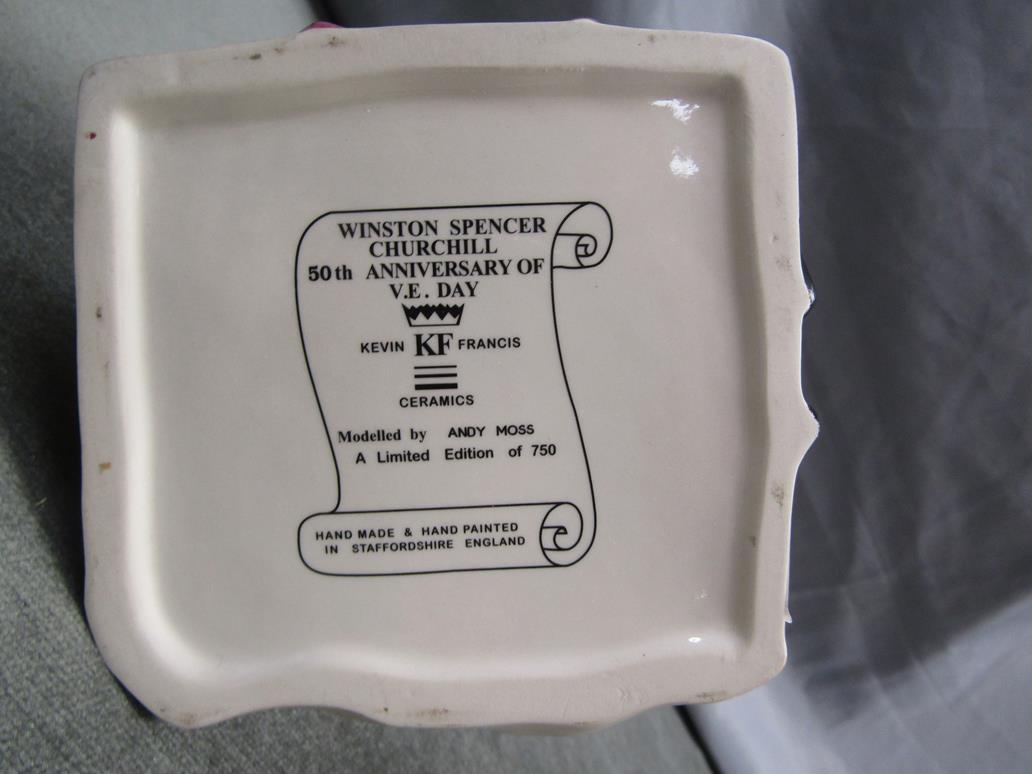 WINSTON SPENCER
CHURCHILL
50th ANNIVERSARY OF
V.E. DAY
KEVIN KF FRANCIS
CERAMICS
Modelled by ANDY MOSS
A Limited Edition of 750
HAND MADE & HAND PAINTED
IN STAFFORDSHIRE ENGLAND